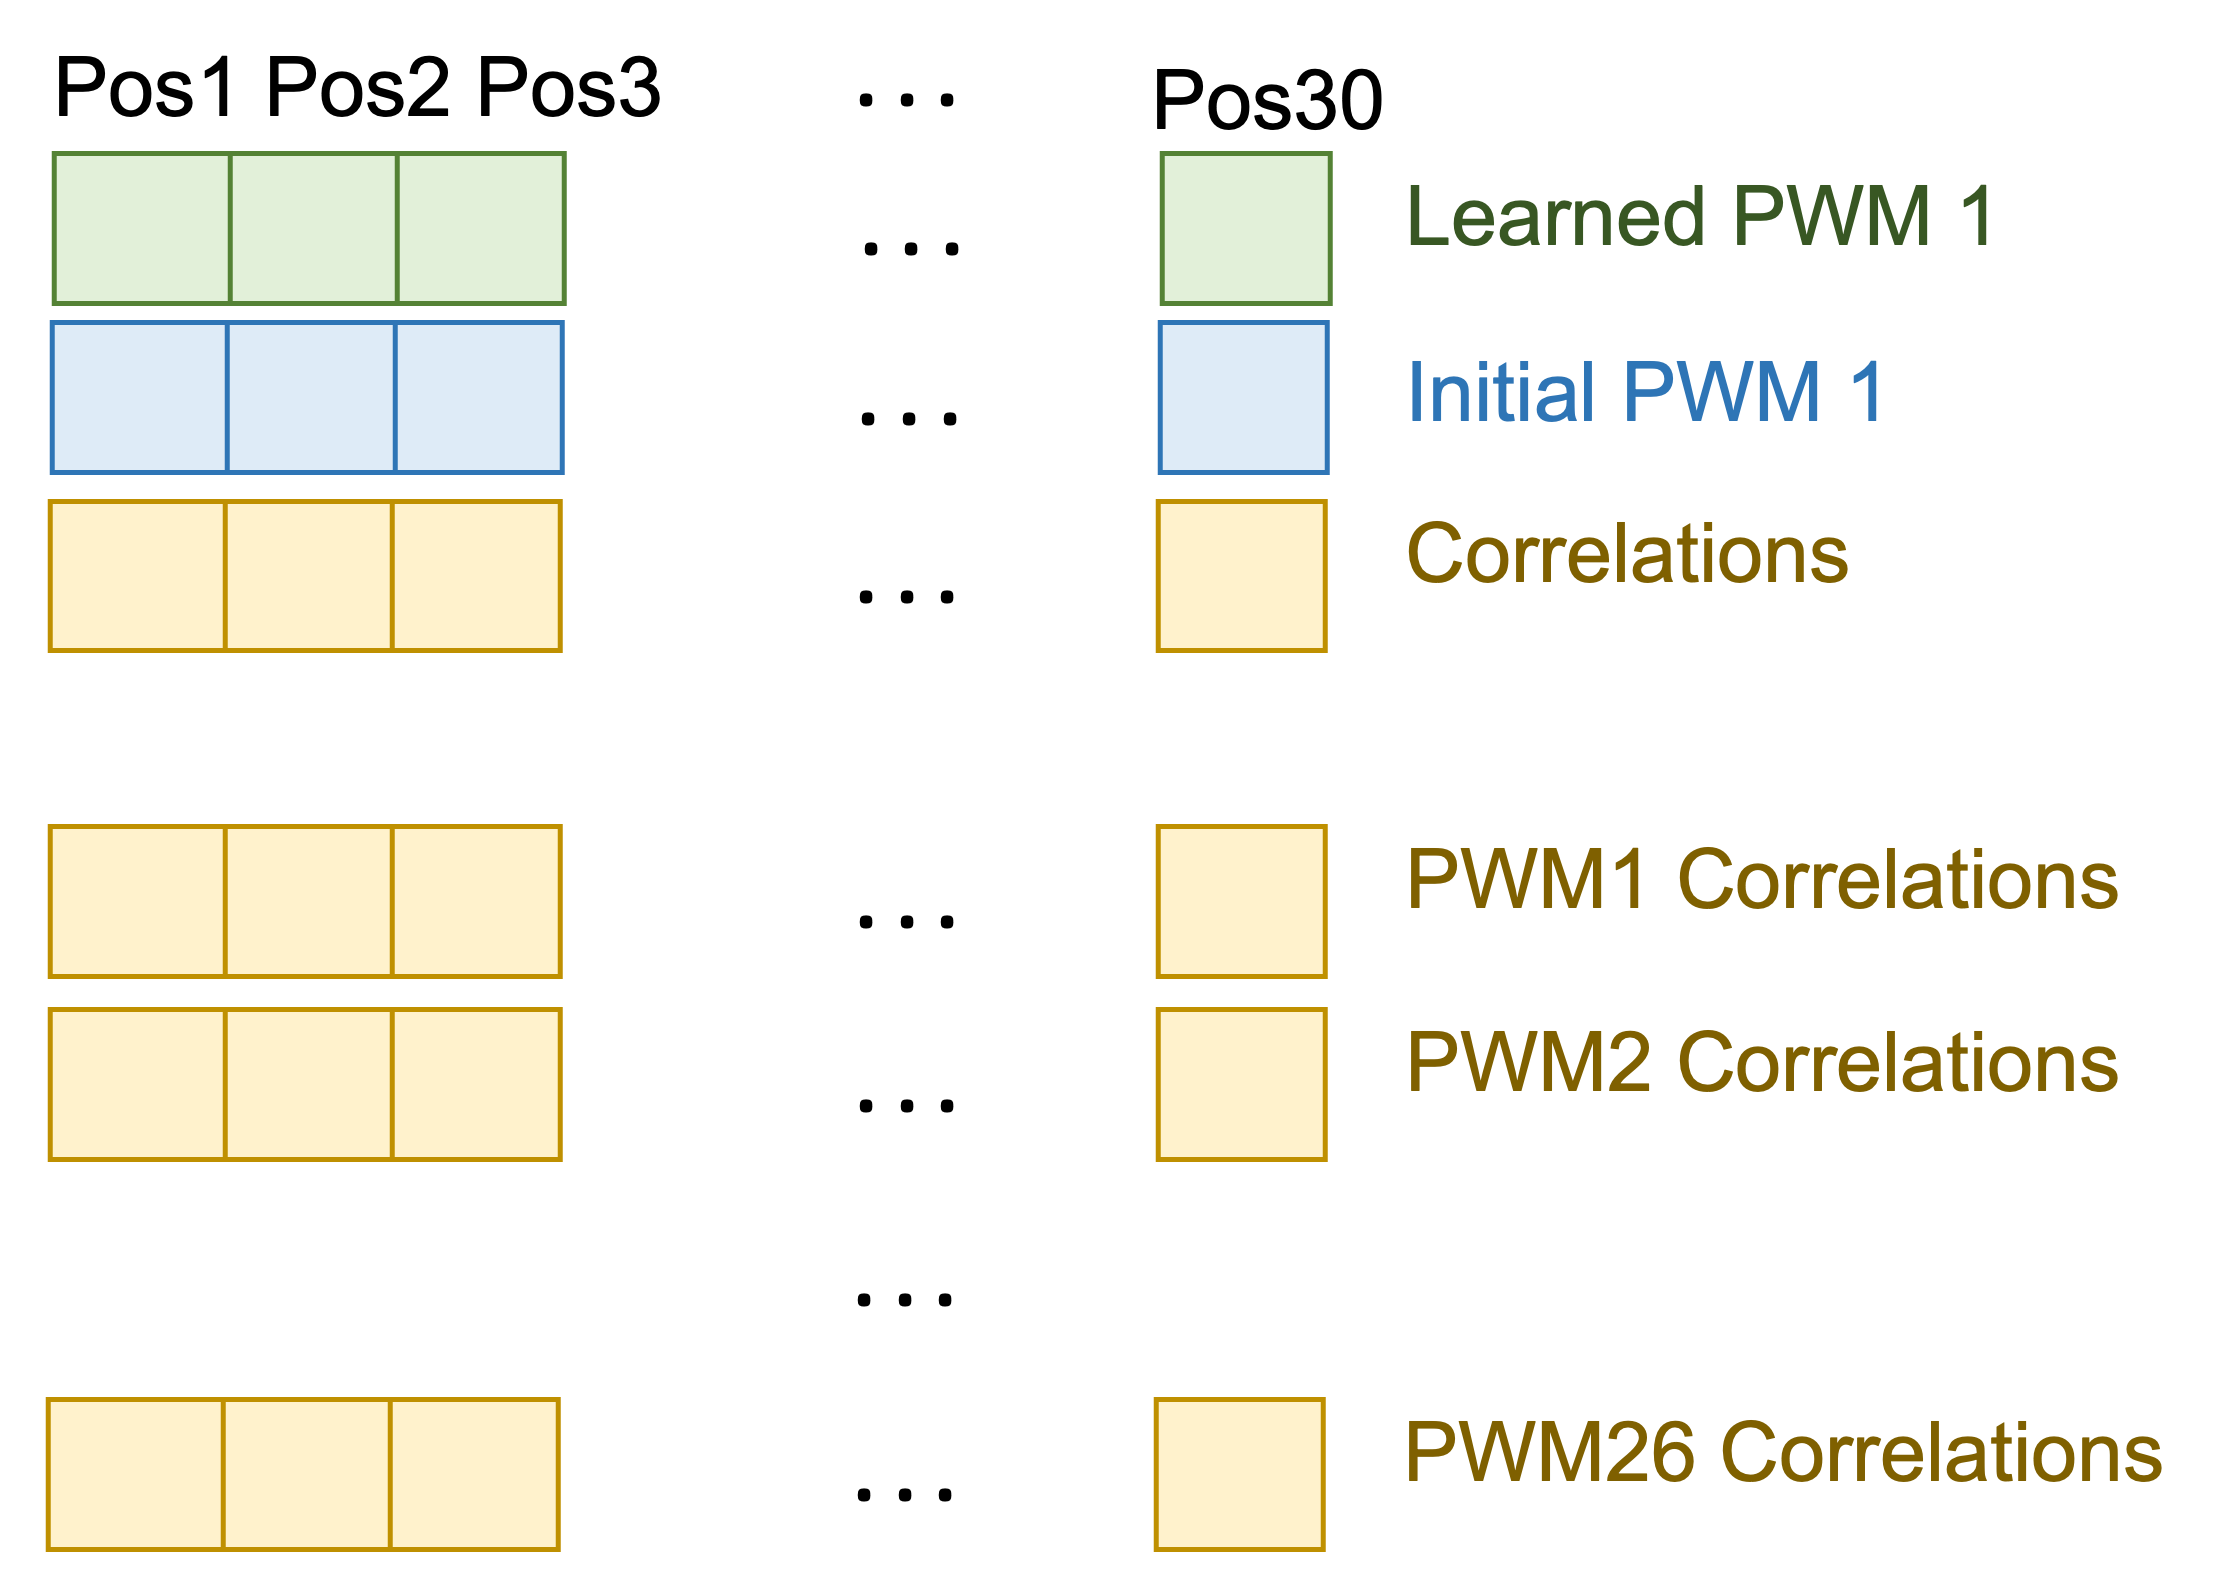 Pos1 Pos2 Pos3 ... Pos30
... Learned PWM 1
... Initial PWM 1
... Correlations
... PWM1 Correlations
... PWM2 Correlations
...
... PWM26 Correlations